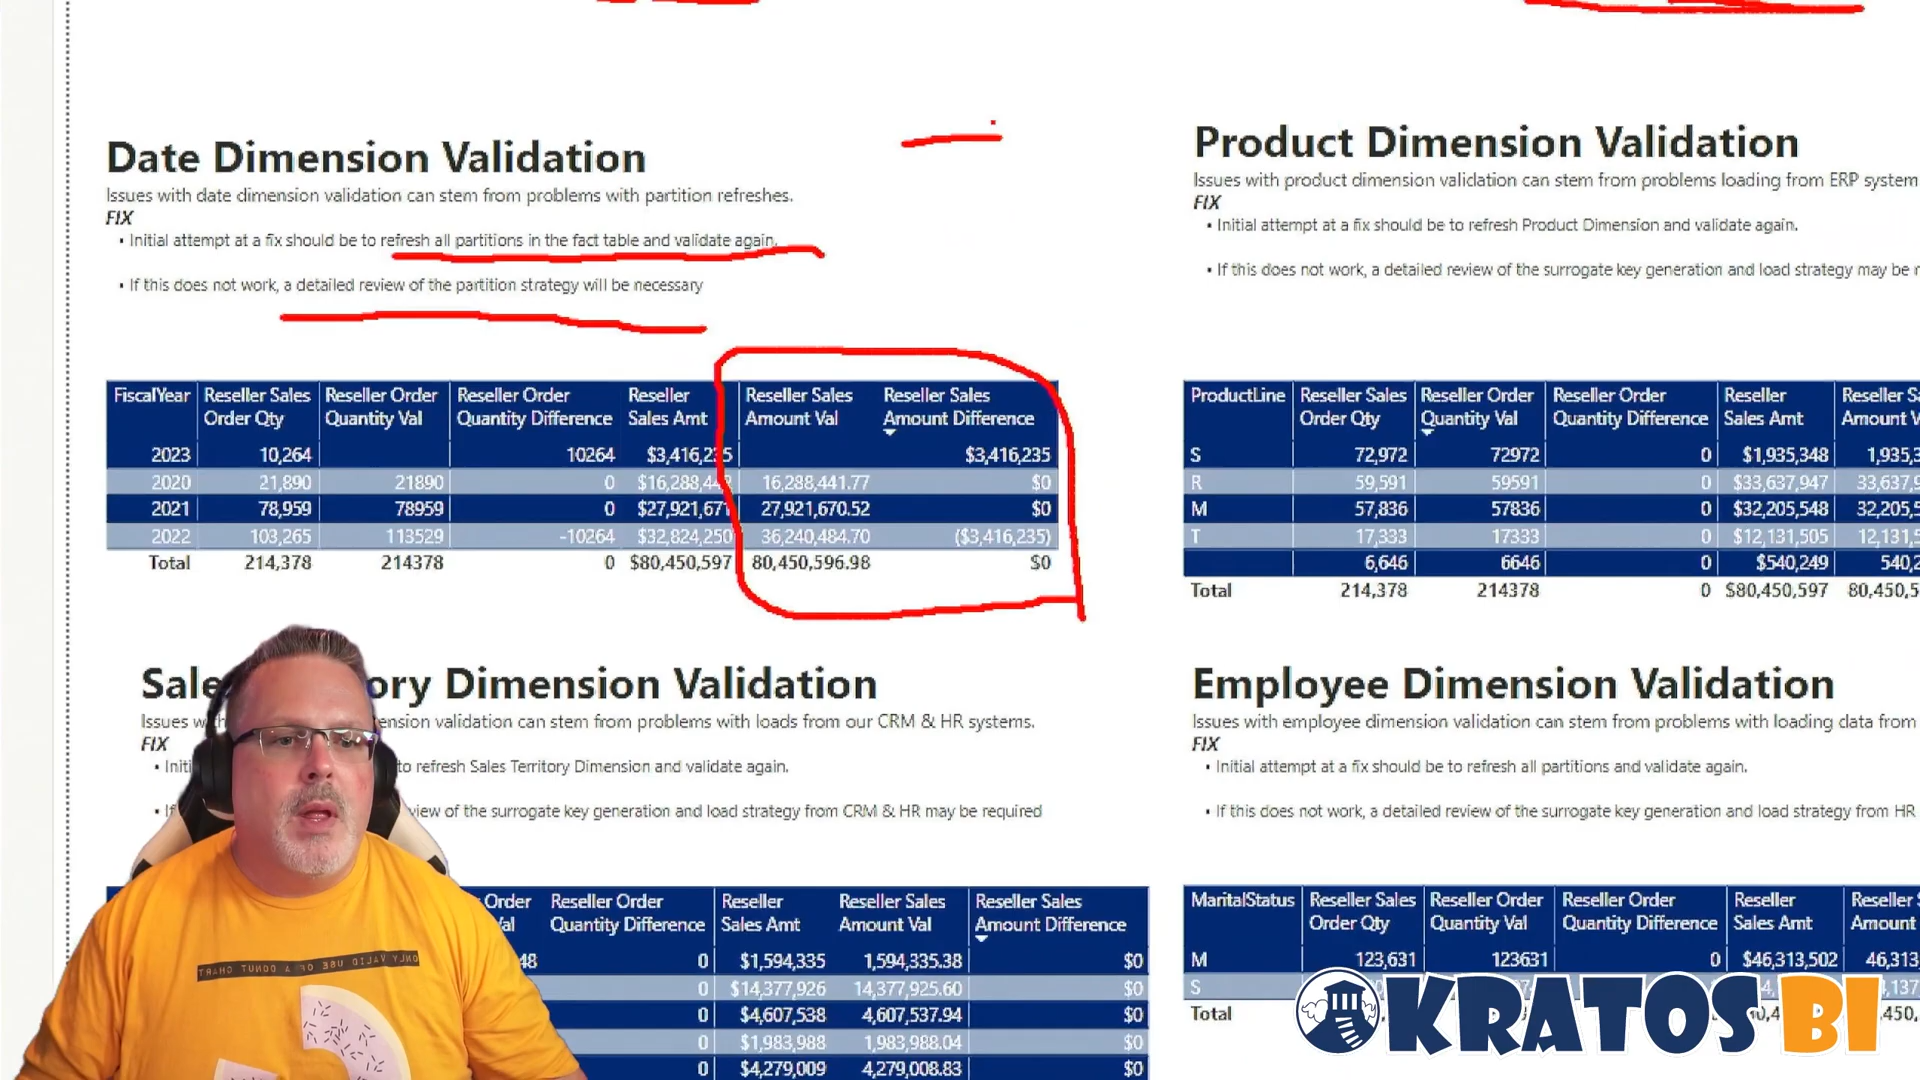 Date Dimension Validation
Issues with date dimension validation can stem from problems with partition refreshes.
FIX
• Initial attempt at a fix should be to refresh all partitions in the fact table and validate again.
• If this does not work, a detailed review of the partition strategy will be necessary
FiscalYear Reseller Sales Order Qty Reseller Order Quantity Val Reseller Order Quantity Difference Reseller Sales Amt Reseller Sales Amount Val Reseller Sales Amount Difference
2023 10,264 10264 $3,416,235 $3,416,235
2020 21,890 21890 0 16,288,441.77 $0
2021 78,959 78959 0 $27,921,671 27,921,670.52 $0
2022 103,265 113529 -10264 $32,824,250 36,240,484.70 ($3,416,235)
Total 214,378 214378 0 $80,450,597 80,450,596.98 $0
Product Dimension Validation
Issues with product dimension validation can stem from problems loading from ERP system
FIX
• Initial attempt at a fix should be to refresh Product Dimension and validate again.
• If this does not work, a detailed review of the surrogate key generation and load strategy may be
ProductLine Reseller Sales Order Qty Reseller Order Quantity Val Reseller Order Quantity Difference Reseller Sales Amt Reseller Amount
S 72,972 72972 0 $1,935,348
R 59,591 59591 0 $33,637,947
M 57,836 57836 0 $32,205,548
T 17,333 17333 0 $12,131,505
6,646 6646 0 $540,249
Total 214,378 214378 0 $80,450,597
Dimension Validation
Issues validation can stem from problems with loads from our CRM & HR systems.
FIX
to refresh Sales Territory Dimension and validate again.
of the surrogate key generation and load strategy from CRM & HR may be required
Order Reseller Order Quantity Difference Reseller Sales Amt Reseller Sales Amount Val Reseller Sales Amount Difference
0 $1,594,335 1,594,335.38 $0
0 $14,377,926 14,377,925.60 $0
0 $4,607,538 4,607,537.94 $0
0 $1,983,988 1,983,988.04 $0
0 $4,279,009 4,279,008.83 $0
Employee Dimension Validation
Issues with employee dimension validation can stem from problems with loading data from
FIX
• Initial attempt at a fix should be to refresh all partitions and validate again.
• If this does not work, a detailed review of the surrogate key generation and load strategy from HR
MaritalStatus Reseller Sales Order Qty Reseller Order Quantity Val Reseller Order Quantity Difference Reseller Sales Amt Reseller Amount
M 123,631 123631 0 $46,313,502
S
Total
ONLY VALID USE OF A DONUT CHART
KRATOS BI